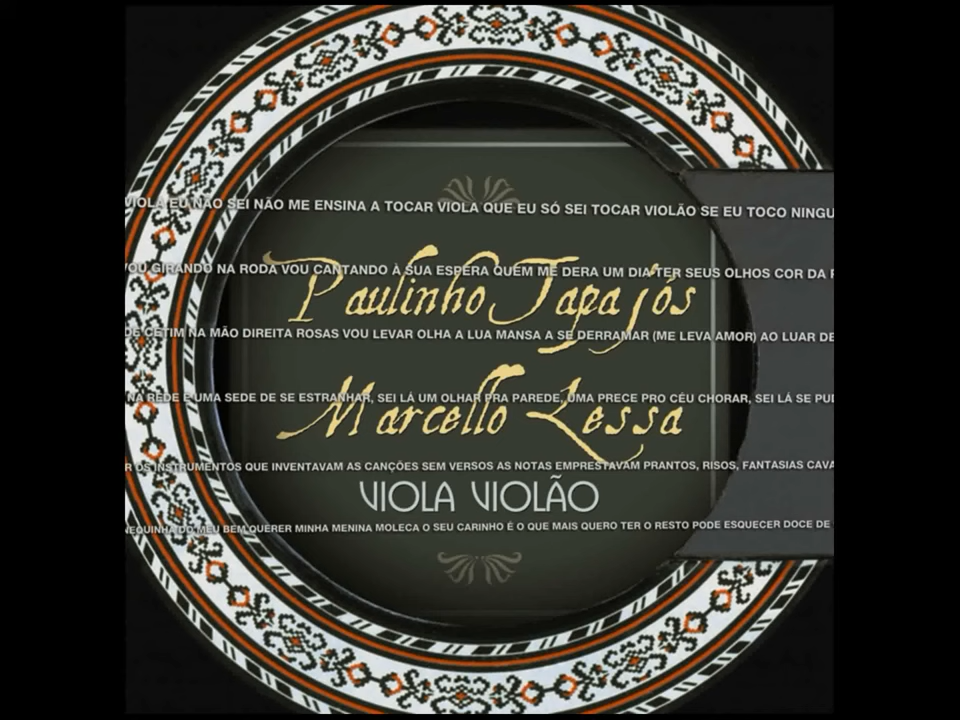 VIOLA EU NÃO SEI NÃO ME ENSINA A TOCAR VIOLA QUE EU SÓ SEI TOCAR VIOLÃO SE EU TOCO NINGU
VOU GIRANDO NA RODA VOU CANTANDO À SUA ESPERA QUEM ME DERA UM DIA TER SEUS OLHOS COR DA
Paulinho Tapajós
DE CETIM NA MÃO DIREITA ROSAS VOU LEVAR OLHA A LUA MANSA A SE DERRAMAR (ME LEVA AMOR) AO LUAR DE
NA REDE E UMA SEDE DE SE ESTRANHAR, SEI LÁ UM OLHAR PRA PAREDE, UMA PRECE PRO CÉU CHORAR, SEI LÁ SE PU
Marcello Lessa
R OS INSTRUMENTOS QUE INVENTAVAM AS CANÇÕES SEM VERSOS AS NOTAS EMPRESTAVAM PRANTOS, RISOS, FANTASIAS CAVA
VIOLA VIOLÃO
NEQUINHA DO MEU BEM QUERER MINHA MENINA MOLECA O SEU CARINHO É O QUE MAIS QUERO TER O RESTO PODE ESQUECER DOCE DE